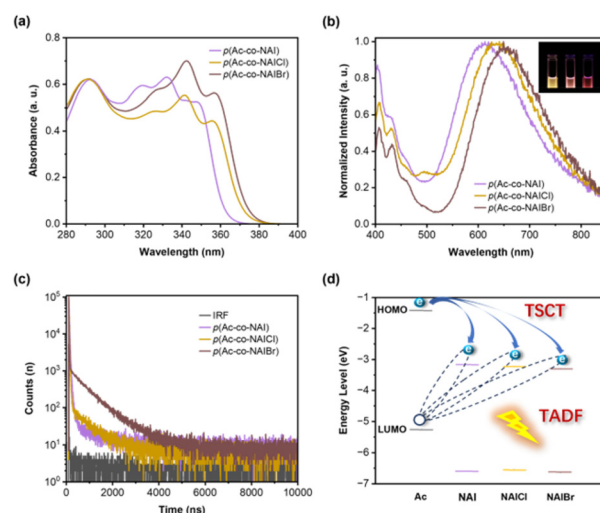 (a)
0.8
0.6
0.4
0.2
0.0
Absorbance (a. u.)
p(Ac-co-NAI)
p(Ac-co-NAICl)
p(Ac-co-NAIBr)
280 300 320 340 360 380 400
Wavelength (nm)
(b)
1.0
0.8
0.6
0.4
0.2
0.0
Normalized Intensity (a. u.)
p(Ac-co-NAI)
p(Ac-co-NAICl)
p(Ac-co-NAIBr)
400 500 600 700 800
Wavelength (nm)
(c)
10^5
10^4
10^3
10^2
10^1
10^0
Counts (n)
IRF
p(Ac-co-NAI)
p(Ac-co-NAICl)
p(Ac-co-NAIBr)
0 2000 4000 6000 8000 10000
Time (ns)
(d)
−1
−2
−3
−4
−5
−6
−7
Energy Level (eV)
HOMO
LUMO
e
e
e
e
TSCT
TADF
Ac NAI NAICl NAIBr